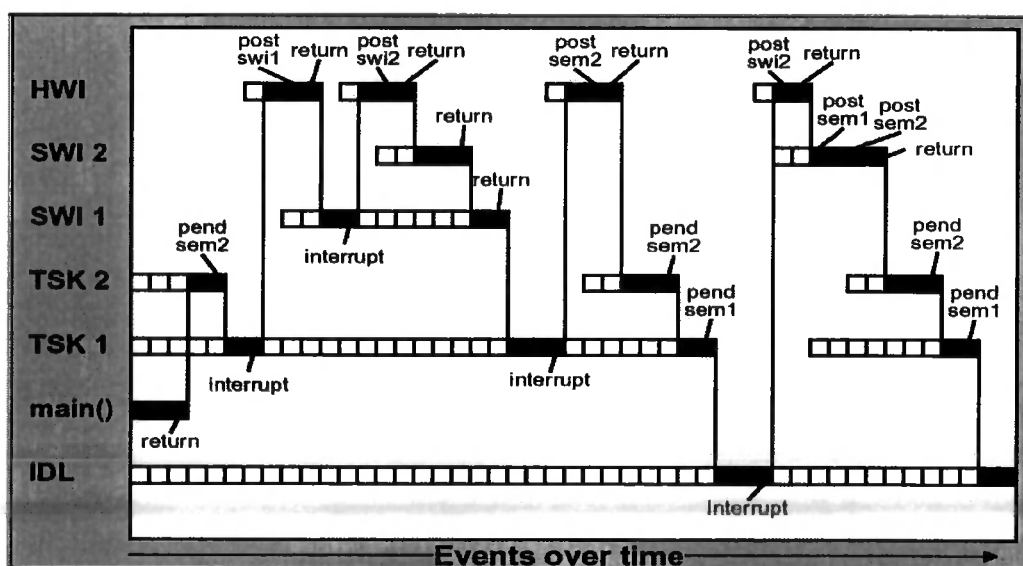 post
swi1
return
post
swi2
return
post
sem2
return
post
swi2
return
HWI
post
sem1
post
sem2
SWI 2
return
return
return
SWI 1
interrupt
pend
sem2
pend
sem2
pend
sem2
TSK 2
pend
sem1
pend
sem1
TSK 1
interrupt
interrupt
main()
return
IDL
Interrupt
Events over time